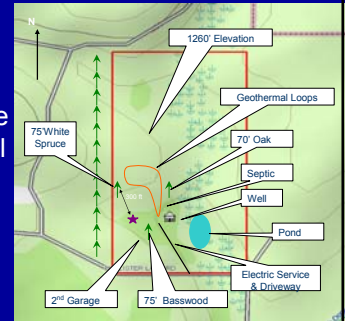 N
1260' Elevation
Geothermal Loops
75'White
Spruce
70' Oak
Septic
Well
Pond
Electric Service
& Driveway
2nd Garage
75' Basswood